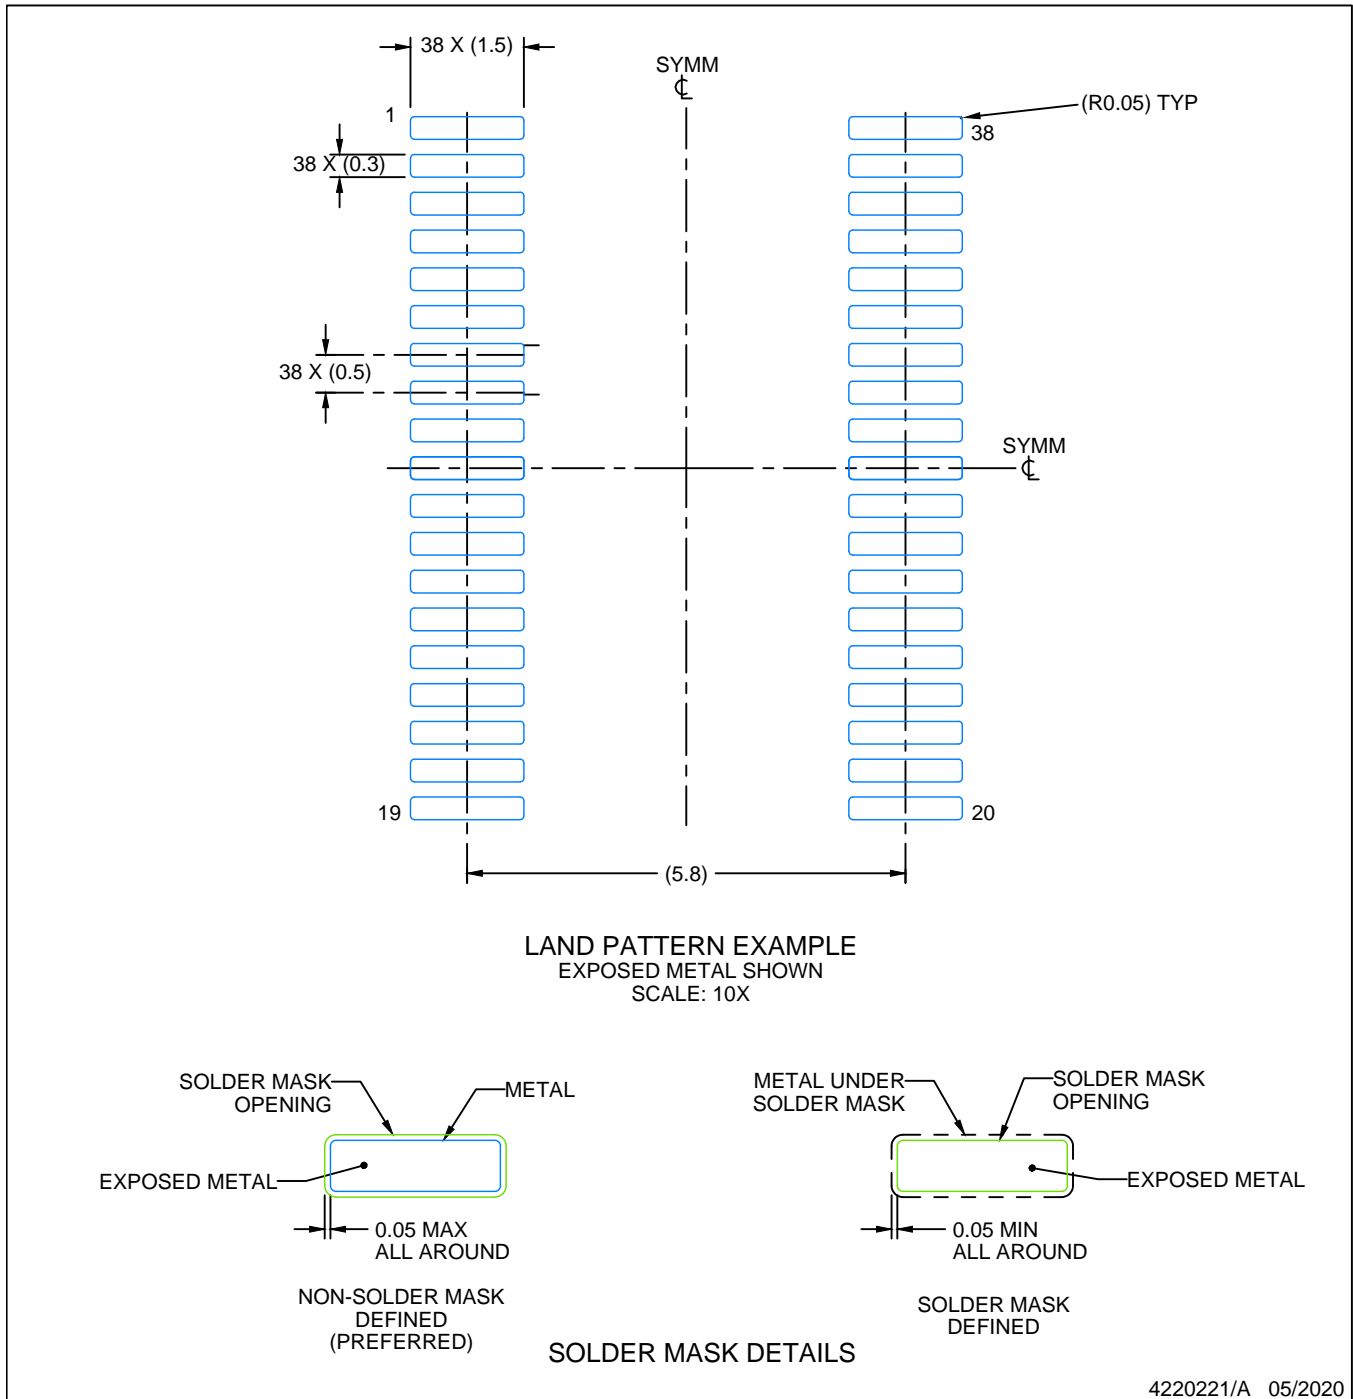 38 X (1.5)
SYMM
(R0.05) TYP
1
38
38 X (0.3)
38 X (0.5)
SYMM
19
20
(5.8)
LAND PATTERN EXAMPLE
EXPOSED METAL SHOWN
SCALE: 10X
SOLDER MASK
OPENING
METAL
EXPOSED METAL
0.05 MAX
ALL AROUND
NON-SOLDER MASK
DEFINED
(PREFERRED)
METAL UNDER
SOLDER MASK
SOLDER MASK
OPENING
EXPOSED METAL
0.05 MIN
ALL AROUND
SOLDER MASK
DEFINED
SOLDER MASK DETAILS
4220221/A 05/2020